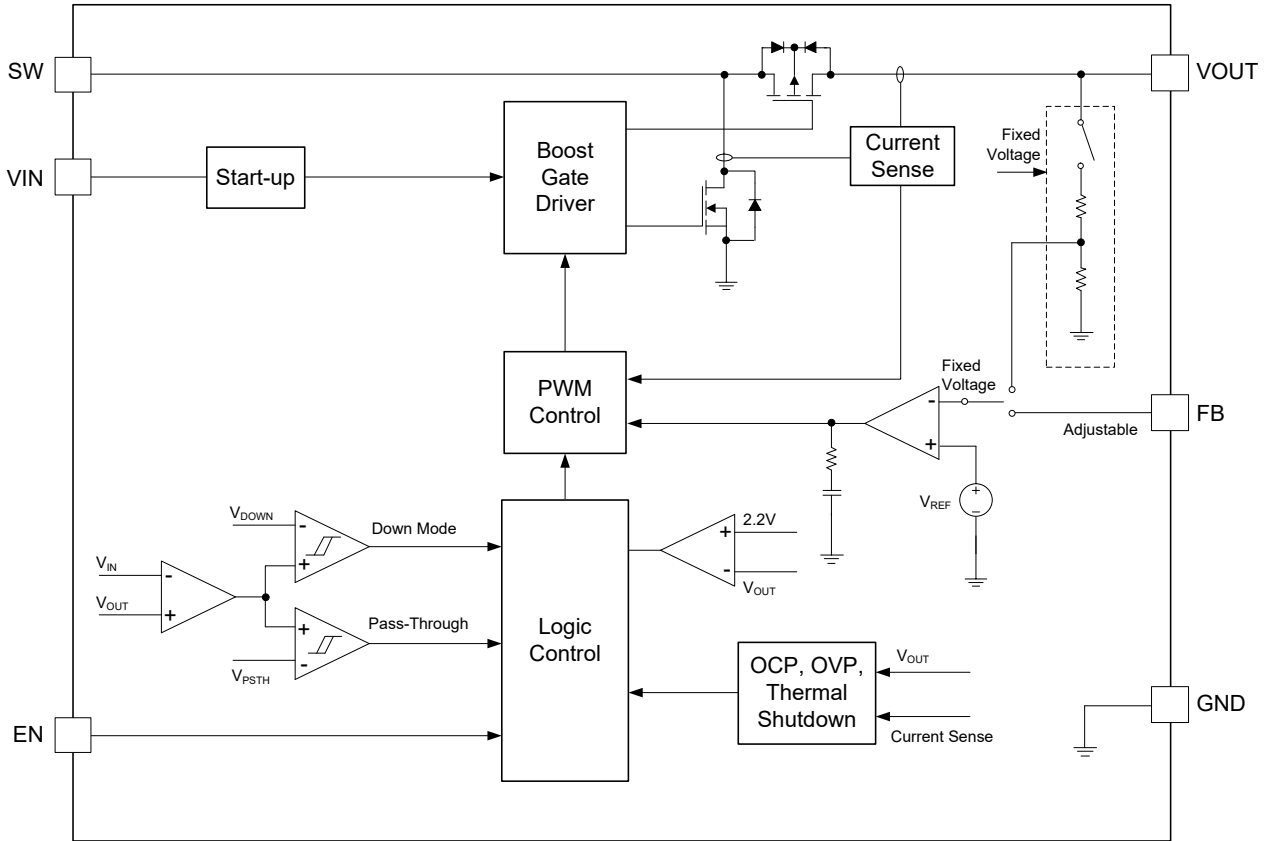 SW
VOUT
VIN
Start-up
Boost
Gate
Driver
Current
Sense
Fixed
Voltage
PWM
Control
Fixed
Voltage
-
+
Adjustable
FB
VREF
+
−
VDOWN
-
+
Down Mode
VIN
-
VOUT
+
+
-
Pass-Through
VPSTH
Logic
Control
2.2V
+
-
VOUT
OCP, OVP,
Thermal
Shutdown
VOUT
Current Sense
GND
EN